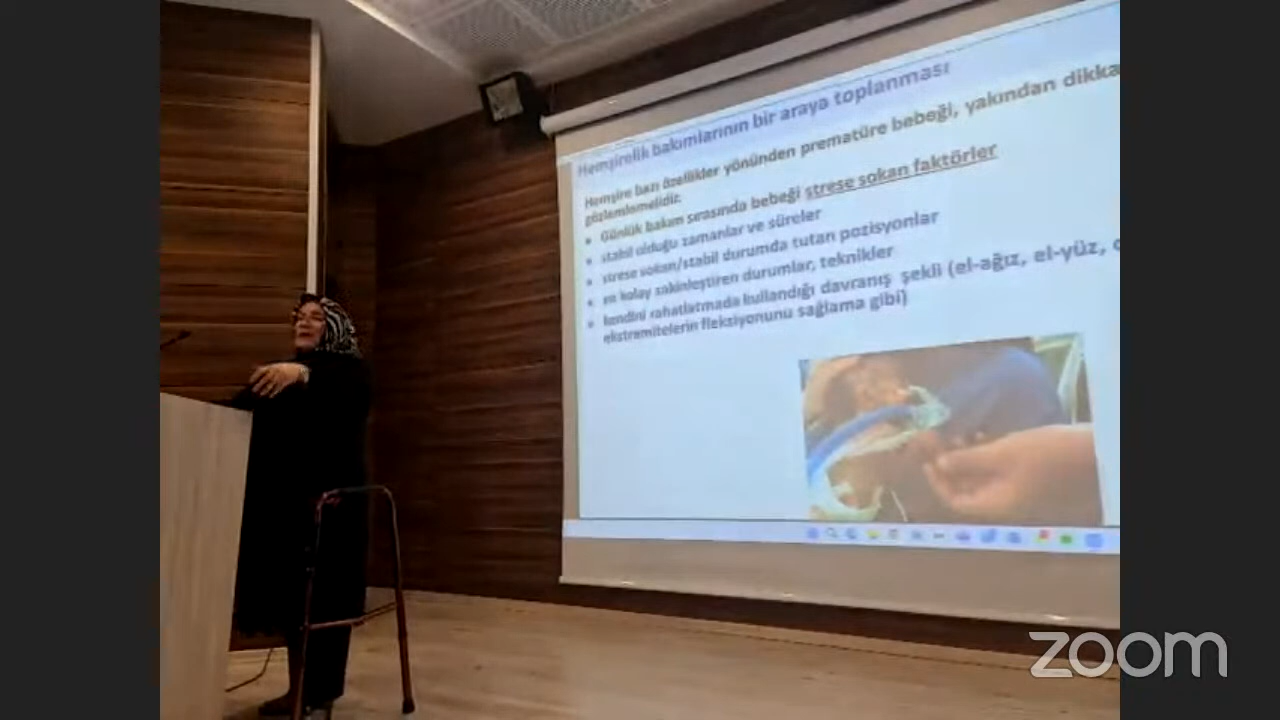 Hemşirelik bakımlarının bir araya toplanması
Hemşire bazı özellikler yönünden prematüre bebeği, yakından dikka
gözlemlemelidir.
• Günlük bakım sırasında bebeği strese sokan faktörler
• stabil olduğu zamanlar ve süreler
• strese sokan/stabil durumda tutan pozisyonlar
• en kolay sakinleştiren durumlar, teknikler
• kendini rahatlatmada kullandığı davranış şekli (el-ağız, el-yüz,
ekstremitelerin fleksiyonunu sağlama gibi)
zoom